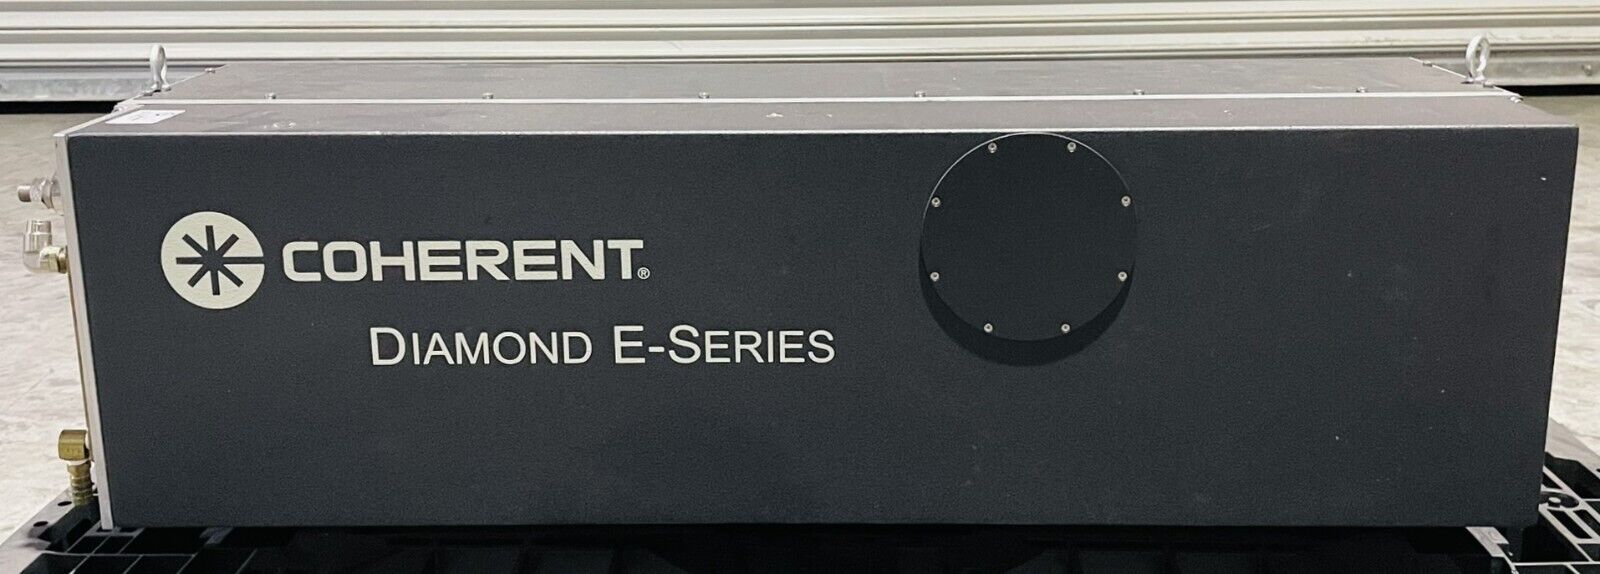 COHERENT®
DIAMOND E-SERIES